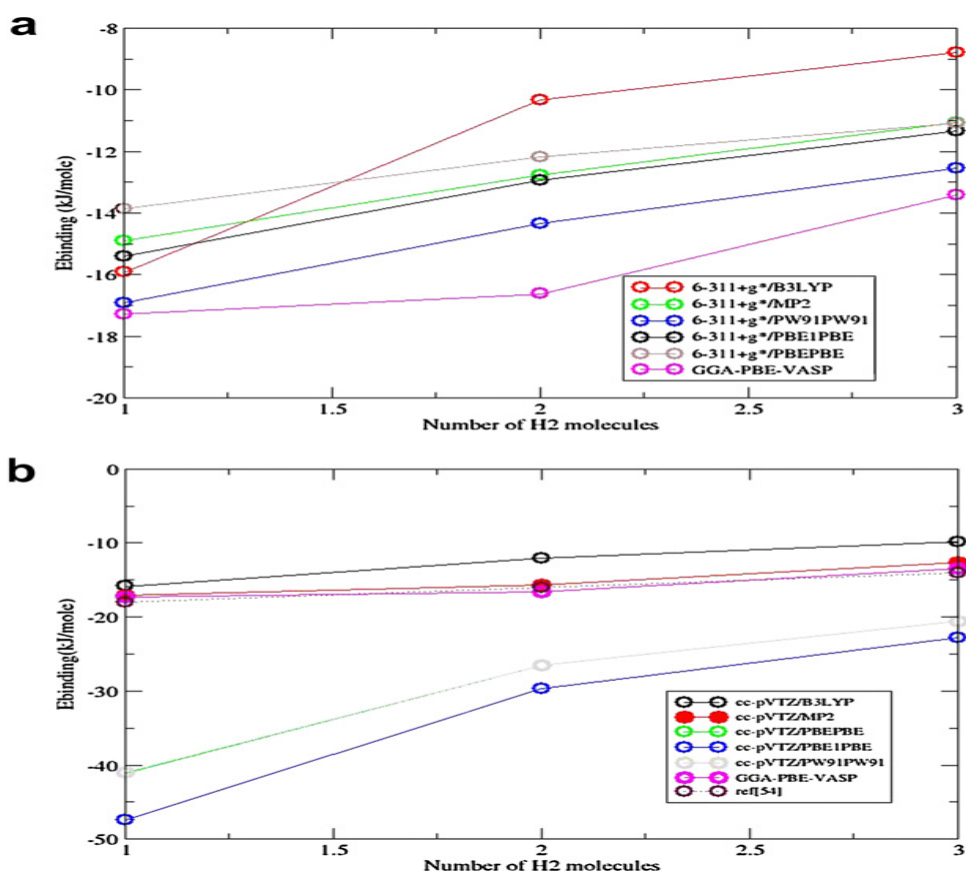 a
-8
-10
-12
-14
-16
-18
-20
Ebinding (kJ/mole)
6-311+g*/B3LYP
6-311+g*/MP2
6-311+g*/PW91PW91
6-311+g*/PBE1PBE
6-311+g*/PBEPBE
GGA-PBE-VASP
1 1.5 2 2.5 3
Number of H2 molecules
b
0
-10
-20
-30
-40
-50
Ebinding(kJ/mole)
cc-pVTZ/B3LYP
cc-pVTZ/MP2
cc-pVTZ/PBEPBE
cc-pVTZ/PBE1PBE
cc-pVTZ/PW91PW91
GGA-PBE-VASP
ref[54]
1 1.5 2 2.5 3
Number of H2 molecules